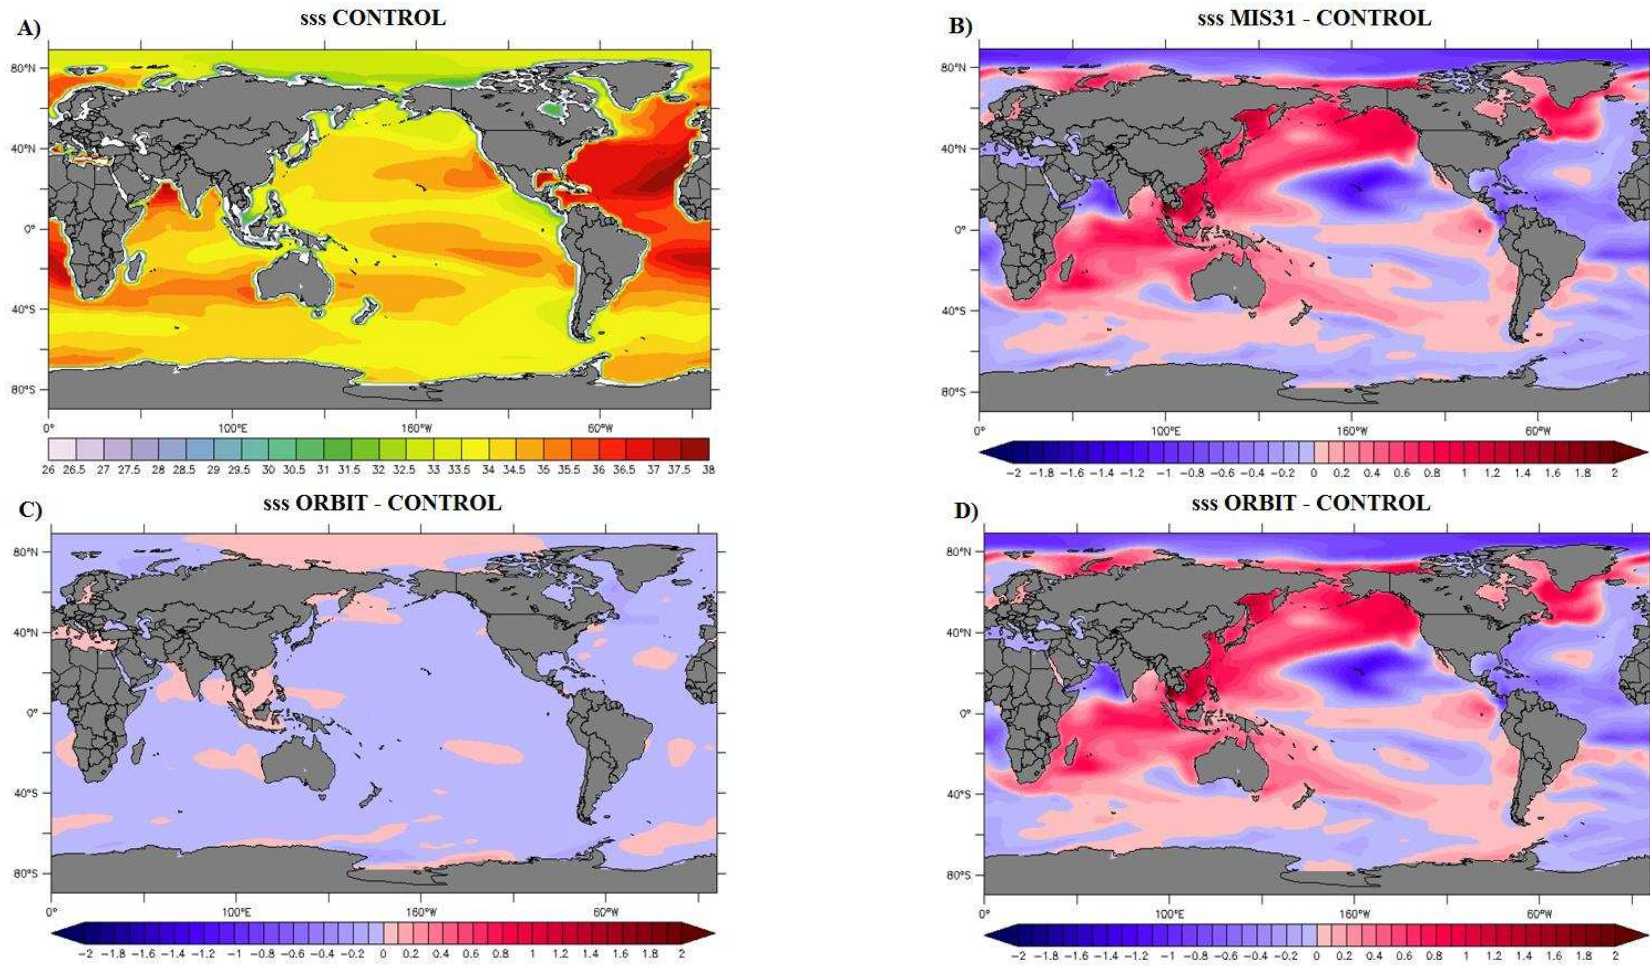 A)
sss CONTROL
80°N
40°N
0°
40°S
80°S
0° 100°E 160°W 60°W
26 26.5 27 27.5 28 28.5 29 29.5 30 30.5 31 31.5 32 32.5 33 33.5 34 34.5 35 35.5 36 36.5 37 37.5 38
B)
sss MIS31 - CONTROL
80°N
40°N
0°
40°S
80°S
0° 100°E 160°W 60°W
-2 -1.8 -1.6 -1.4 -1.2 -1 -0.8 -0.6 -0.4 -0.2 0 0.2 0.4 0.6 0.8 1 1.2 1.4 1.6 1.8 2
C)
sss ORBIT - CONTROL
80°N
40°N
0°
40°S
80°S
0° 100°E 160°W 60°W
-2 -1.8 -1.6 -1.4 -1.2 -1 -0.8 -0.6 -0.4 -0.2 0 0.2 0.4 0.6 0.8 1 1.2 1.4 1.6 1.8 2
D)
sss ORBIT - CONTROL
80°N
40°N
0°
40°S
80°S
0° 100°E 160°W 60°W
-2 -1.8 -1.6 -1.4 -1.2 -1 -0.8 -0.6 -0.4 -0.2 0 0.2 0.4 0.6 0.8 1 1.2 1.4 1.6 1.8 2